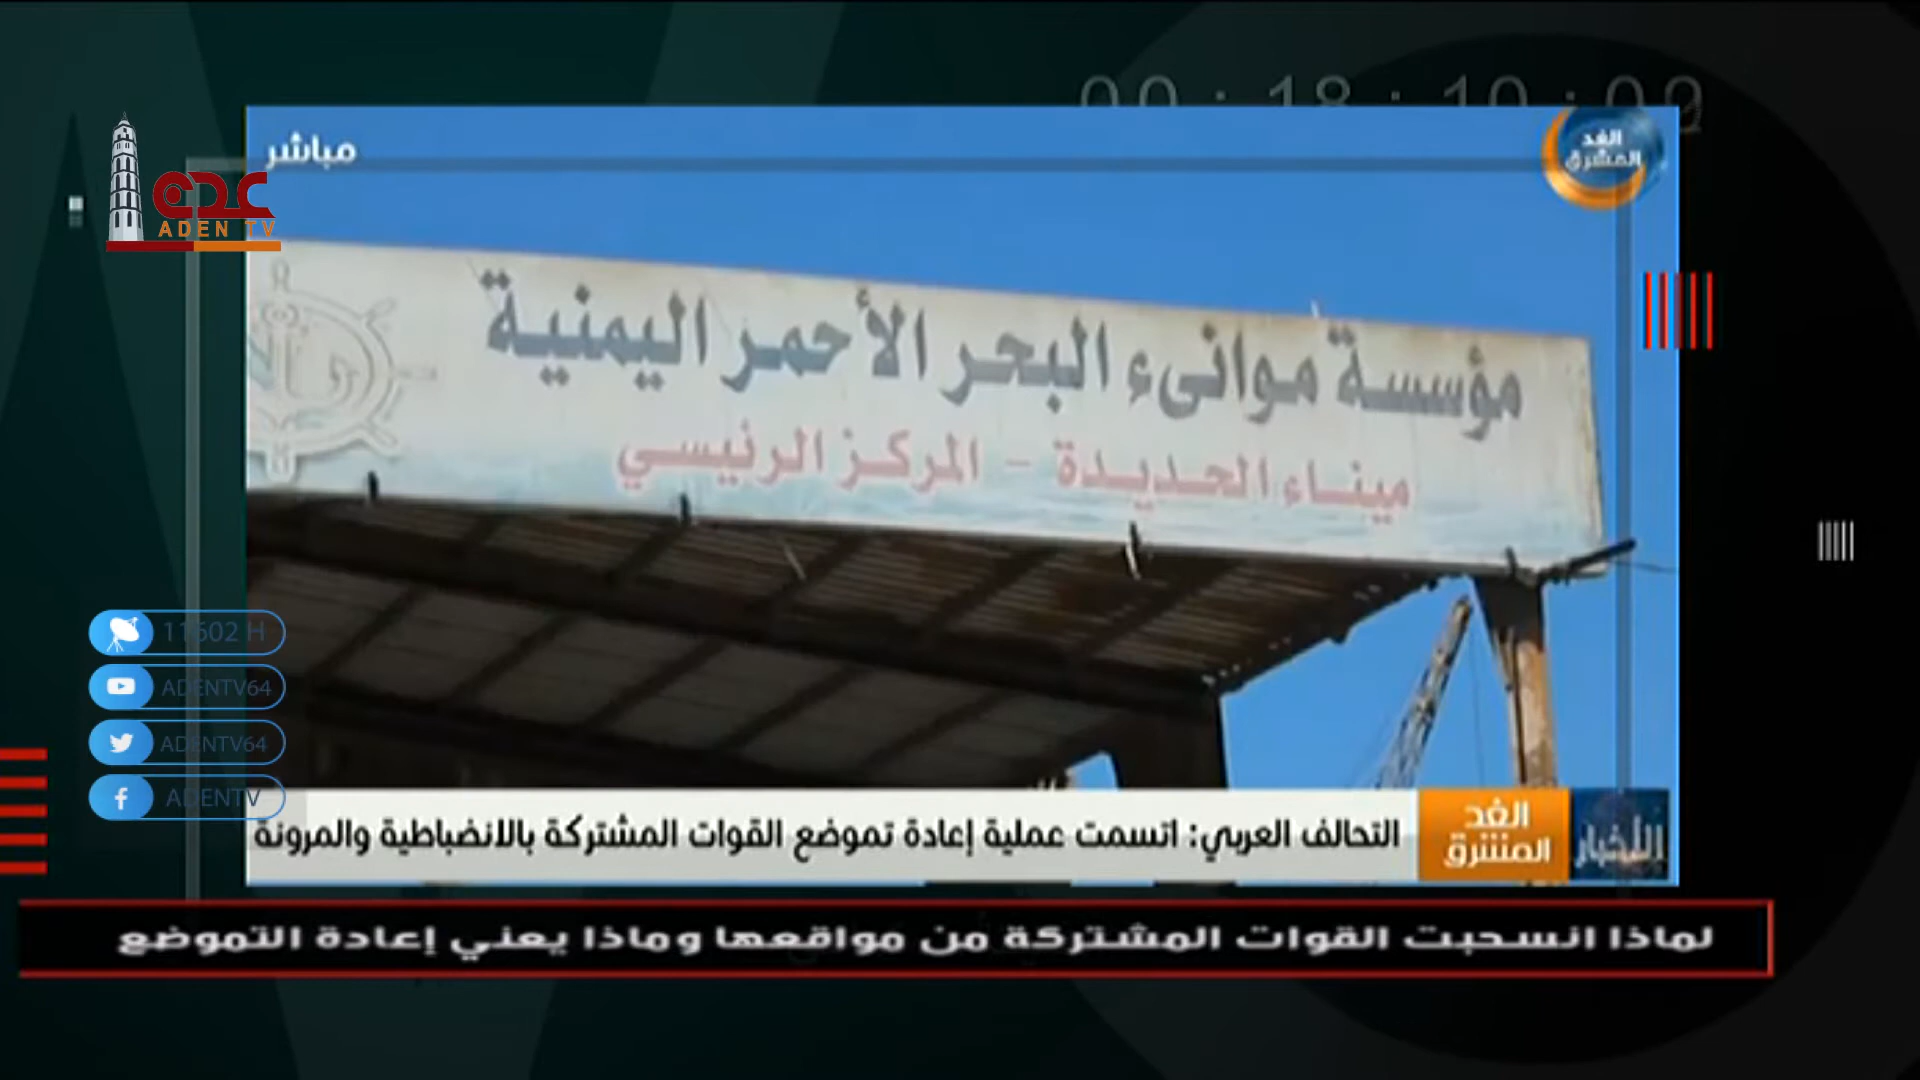 00:18:10:09
مباشر
الغد
المشرق
عدن
ADEN TV
مؤسسة موانىء البحر الأحمر اليمنية
ميناء الحديدة - المركز الرئيسي
11602 H
ADENTV64
ADENTV64
ADENTV
الأخبار
الغد
المشرق
التحالف العربي: اتسمت عملية إعادة تموضع القوات المشتركة بالانضباطية والمرونة
لماذا انسحبت القوات المشتركة من مواقعها وماذا يعني إعادة التموضع